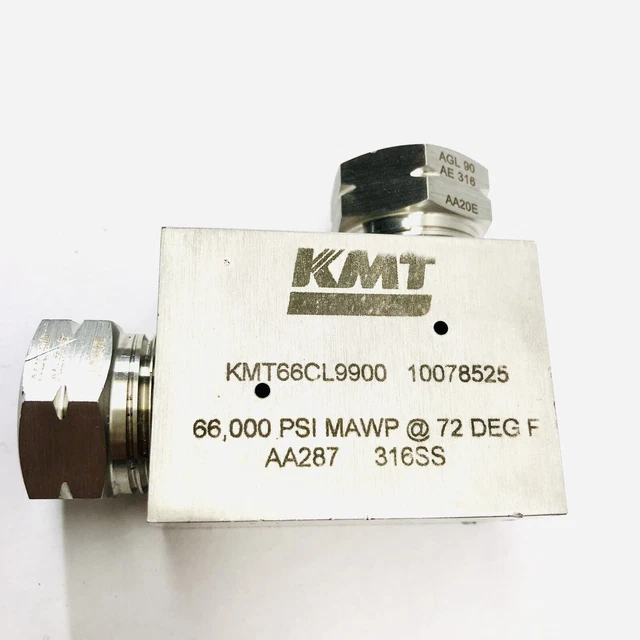 AGL 90
AE 316
AA20E
KMT
KMT66CL9900 10078525
66,000 PSI MAWP @ 72 DEG F
AA287 316SS